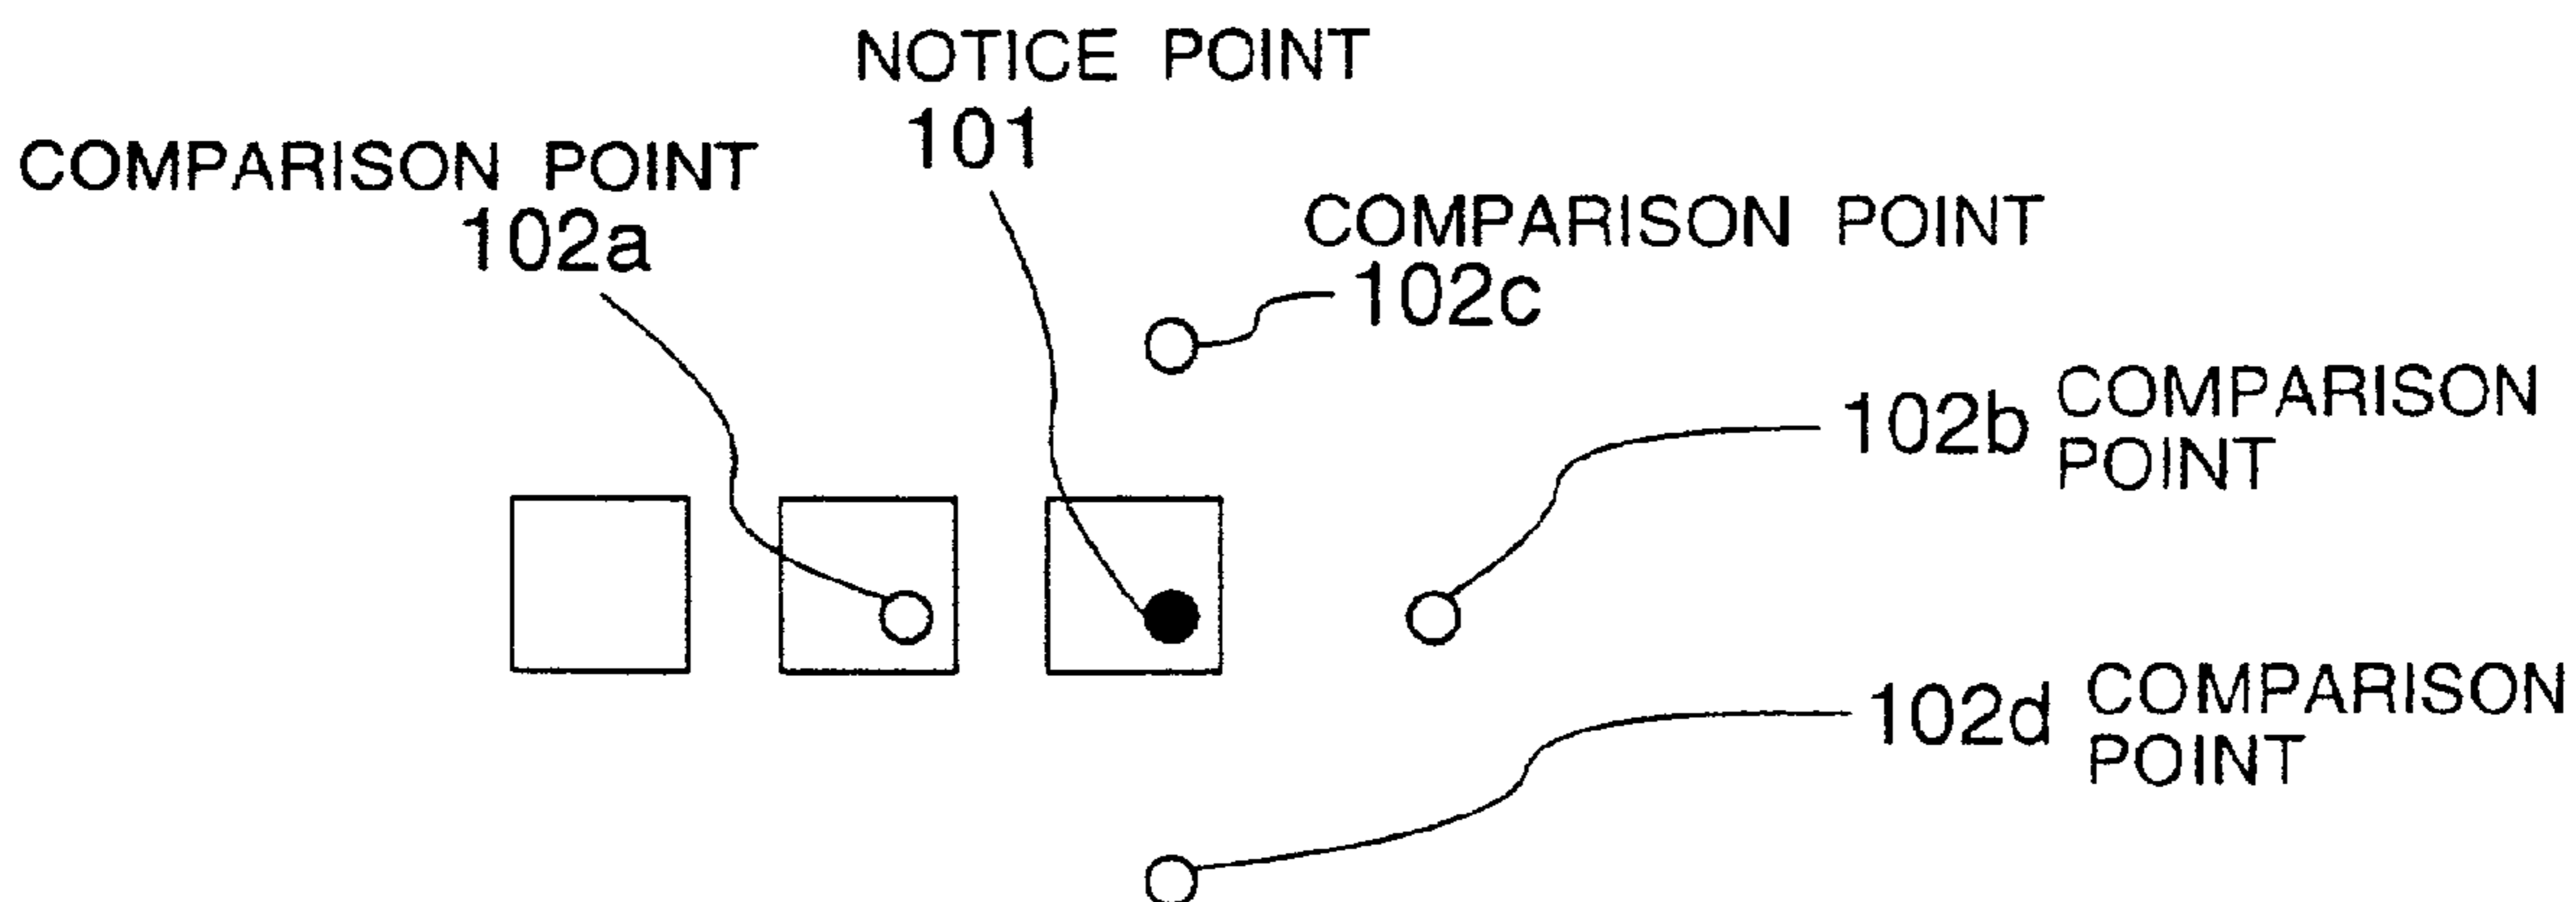 NOTICE POINT
101
COMPARISON POINT
102a
COMPARISON POINT
102c
102b COMPARISON
POINT
102d COMPARISON
POINT